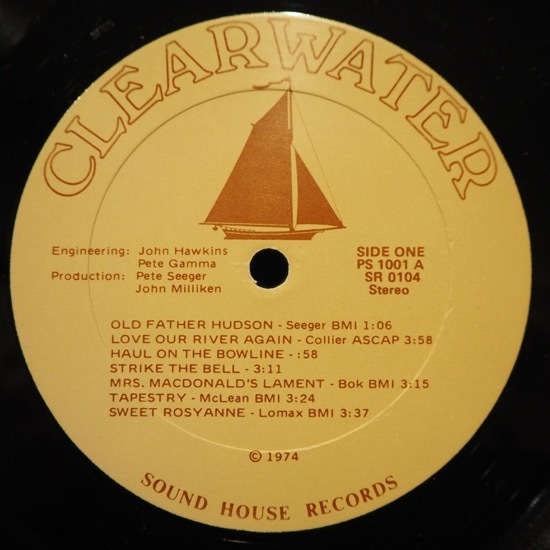 CLEARWATER
Engineering: John Hawkins
Pete Gamma
Production: Pete Seeger
John Milliken
SIDE ONE
PS 1001 A
SR 0104
Stereo
OLD FATHER HUDSON - Seeger BMI 1:06
LOVE OUR RIVER AGAIN - Collier ASCAP 3:58
HAUL ON THE BOWLINE - :58
STRIKE THE BELL - 3:11
MRS. MACDONALD'S LAMENT - Bok BMI 3:15
TAPESTRY - McLean BMI 3:24
SWEET ROSYANNE - Lomax BMI 3:37
© 1974
SOUND HOUSE RECORDS